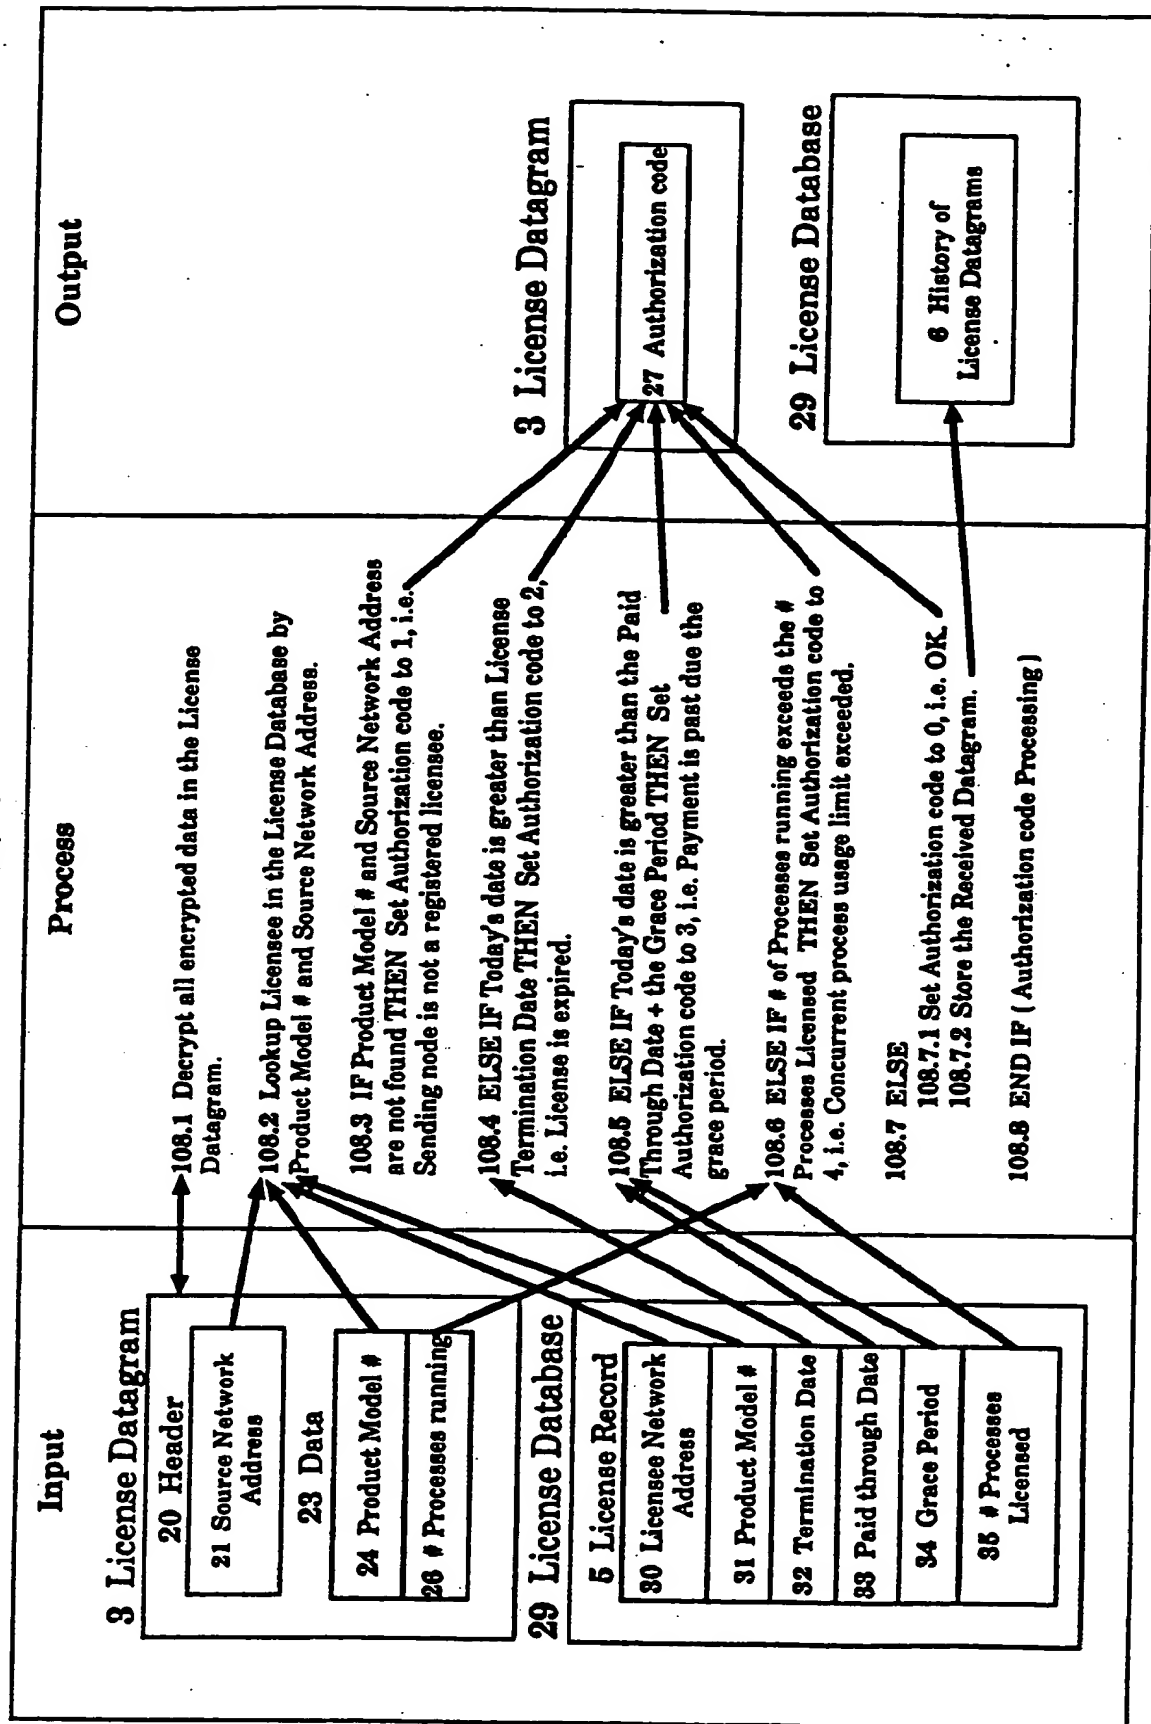 Input
3 License Datagram
20 Header
21 Source Network
Address
23 Data
24 Product Model #
26 # Processes running
29 License Database
5 License Record
30 Licensee Network
Address
31 Product Model #
32 Termination Date
33 Paid through Date
34 Grace Period
35 # Processes
Licensed
Process
108.1 Decrypt all encrypted data in the License
Datagram.
108.2 Lookup Licensee in the License Database by
Product Model # and Source Network Address.
108.3 IF Product Model # and Source Network Address
are not found THEN Set Authorization code to 1, i.e.
Sending node is not a registered licensee.
108.4 ELSE IF Today's date is greater than License
Termination Date THEN Set Authorization code to 2,
i.e. License is expired.
108.5 ELSE IF Today's date is greater than the Paid
Through Date + the Grace Period THEN Set
Authorization code to 3, i.e. Payment is past due the
grace period.
108.6 ELSE IF # of Processes running exceeds the #
Processes Licensed THEN Set Authorization code to
4, i.e. Concurrent process usage limit exceeded.
108.7 ELSE
108.7.1 Set Authorization code to 0, i.e. OK.
108.7.2 Store the Received Datagram.
108.8 END IF ( Authorization code Processing )
Output
3 License Datagram
27 Authorization code
29 License Database
6 History of
License Datagrams